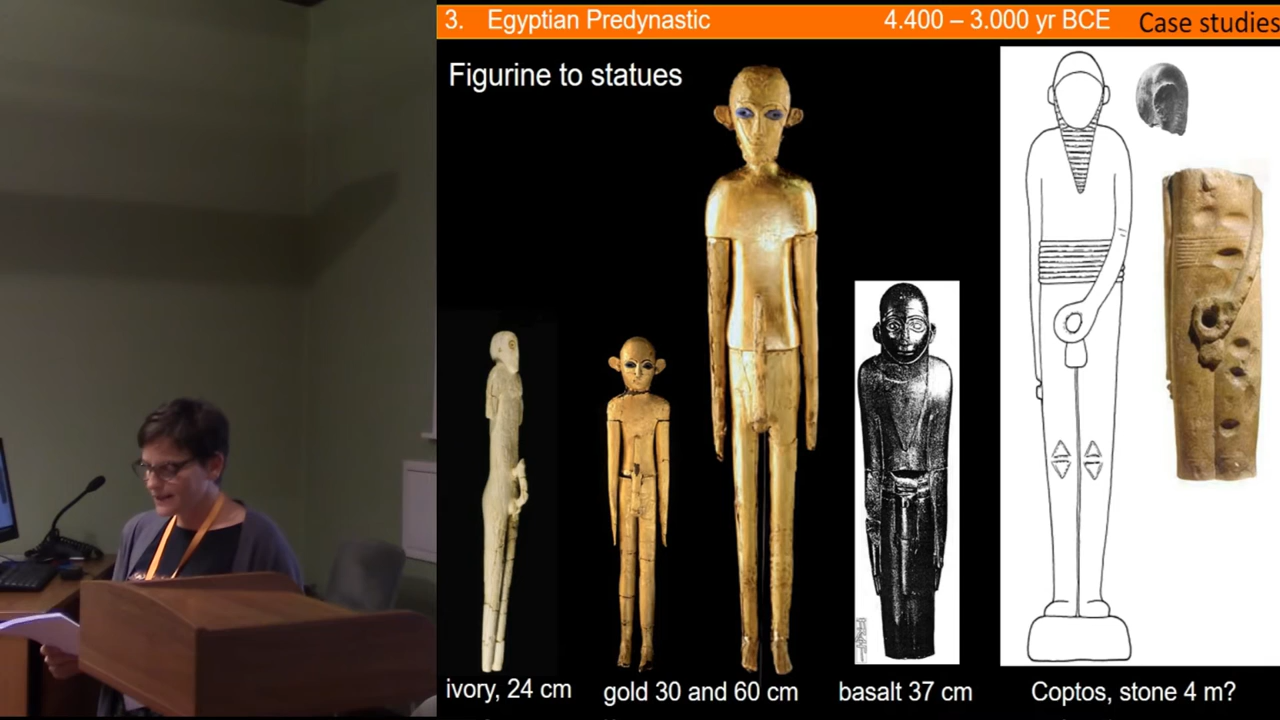 3. Egyptian Predynastic 4.400 – 3.000 yr BCE Case studies
Figurine to statues
ivory, 24 cm
gold 30 and 60 cm
basalt 37 cm
Coptos, stone 4 m?